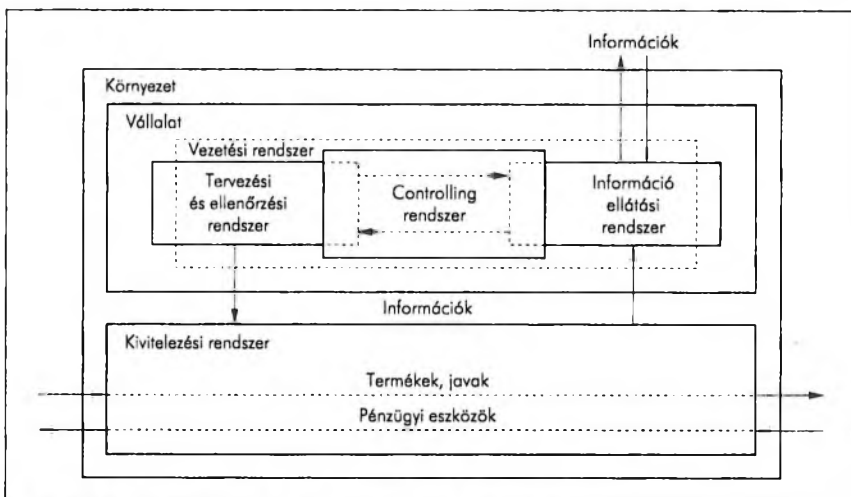 Információk
Környezet
Vállalat
Vezetési rendszer
Tervezési
és ellenőrzési
rendszer
Controlling
rendszer
Információ
ellátási
rendszer
Információk
Kivitelezési rendszer
Termékek, javak
Pénzügyi eszközök